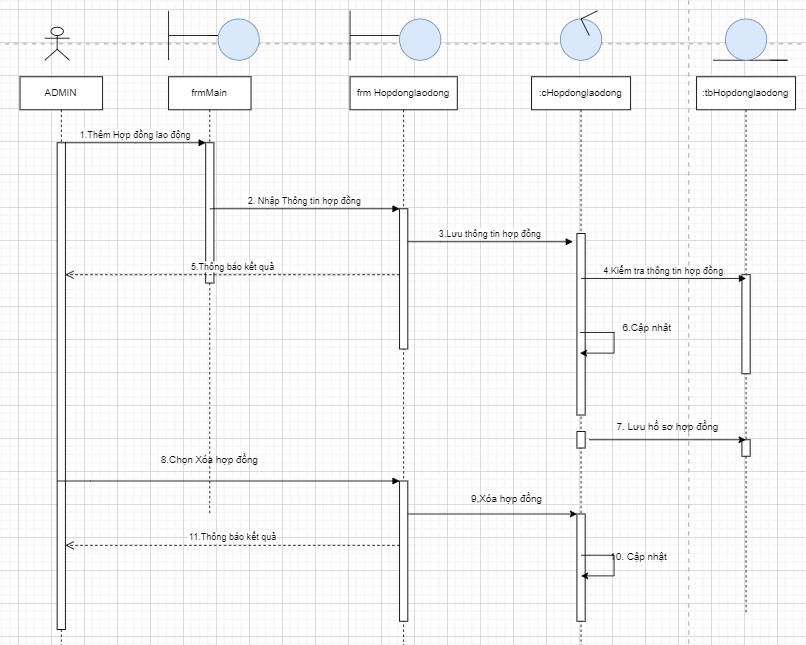 ADMIN
frmMain
frm Hopdonglaodong
:cHopdonglaodong
:tbHopdonglaodong
1.Thêm Hợp đồng lao động
2. Nhập Thông tin hợp đồng
3.Lưu thông tin hợp đồng
5.Thông báo kết quả
4.Kiểm tra thông tin hợp đồng
6.Cập nhật
7. Lưu hồ sơ hợp đồng
8.Chọn Xóa hợp đồng
9.Xóa hợp đồng
11.Thông báo kết quả
10. Cập nhật